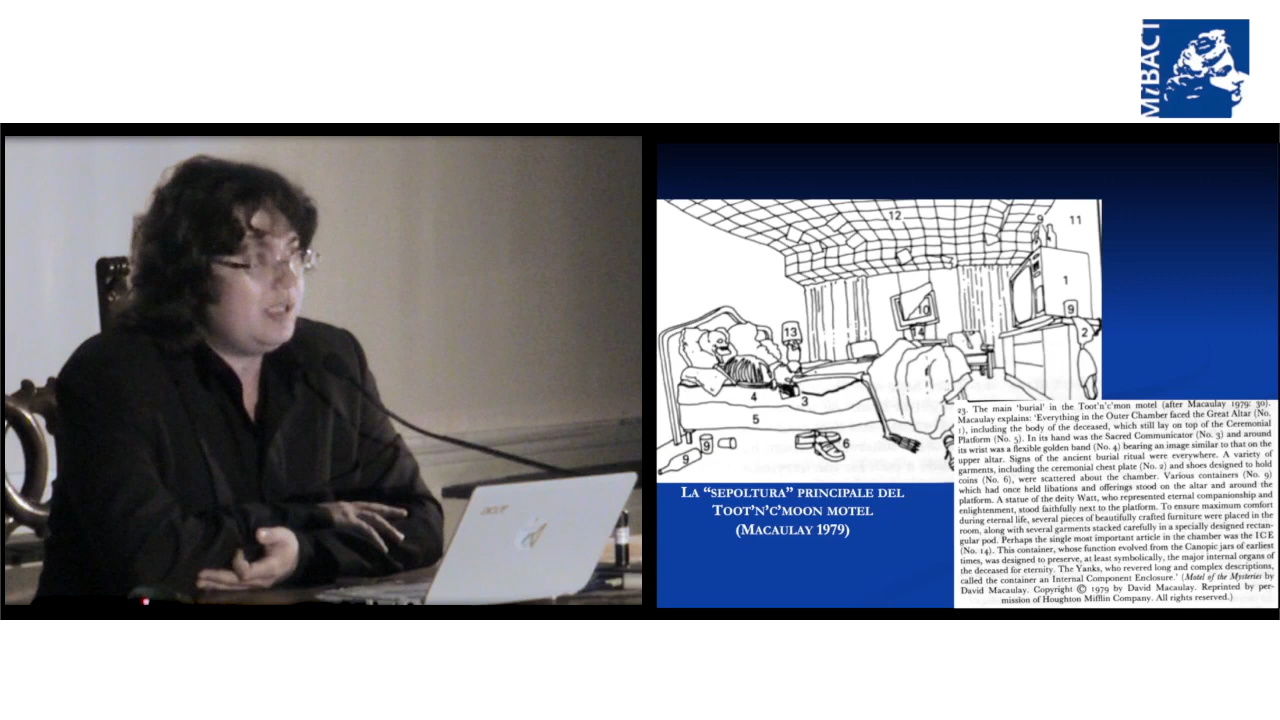 MiBACT
acer
12
9
11
1
10
9
13
14
2
4
3
5
9
6
9
LA “SEPOLTURA” PRINCIPALE DEL
TOOT’N’C’MOON MOTEL
(MACAULAY 1979)
23. The main ‘burial’ in the Toot’n’c’mon motel (after Macaulay 1979: 30).
Macaulay explains: ‘Everything in the Outer Chamber faced the Great Altar (No.
1), including the body of the deceased, which still lay on top of the Ceremonial
Platform (No. 5). In its hand was the Sacred Communicator (No. 3) and around
its wrist was a flexible golden band (No. 4) bearing an image similar to that on the
upper altar. Signs of the ancient burial ritual were everywhere. A variety of
garments, including the ceremonial chest plate (No. 2) and shoes designed to hold
coins (No. 6), were scattered about the chamber. Various containers (No. 9)
which had once held libations and offerings stood on the altar and around the
platform. A statue of the deity Watt, who represented eternal companionship and
enlightenment, stood faithfully next to the platform. To ensure maximum comfort
during eternal life, several pieces of beautifully crafted furniture were placed in the
room, along with several garments stacked carefully in a specially designed rectan-
gular pod. Perhaps the single most important article in the chamber was the ICE
(No. 14). This container, whose function evolved from the Canopic jars of earliest
times, was designed to preserve, at least symbolically, the major internal organs of
the deceased for eternity. The Yanks, who revered long and complex descriptions,
called the container an Internal Component Enclosure.’ (Motel of the Mysteries by
David Macaulay. Copyright © 1979 by David Macaulay. Reprinted by per-
mission of Houghton Mifflin Company. All rights reserved.)